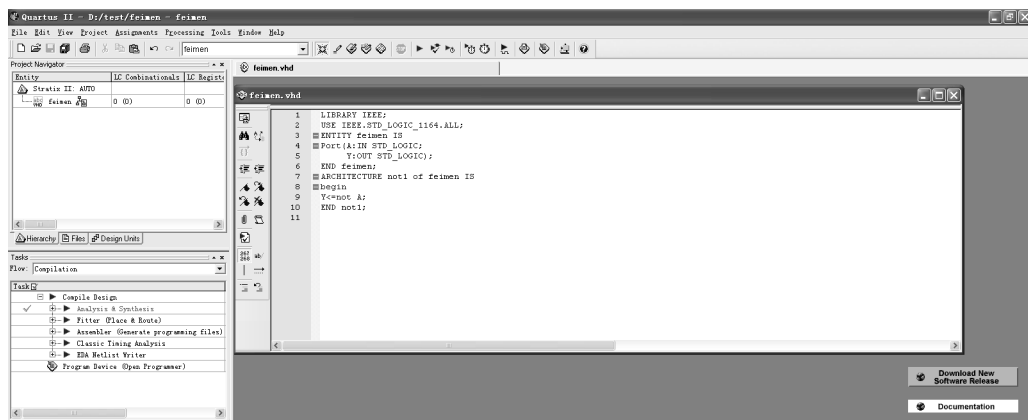 Quartus II - D:/test/feimen - feimen
File Edit View Project Assignments Processing Tools Window Help
feimen
Project Navigator
Entity LC Combinationals LC Registe
Stratix II: AUTO
feimen 0 (0) 0 (0)
Hierarchy Files Design Units
Tasks
Flow: Compilation
Task
Compile Design
Analysis & Synthesis
Fitter (Place & Route)
Assembler (Generate programming files)
Classic Timing Analysis
EDA Netlist Writer
Program Device (Open Programmer)
feimen.vhd
feimen.vhd
267
268 ab/
1 LIBRARY IEEE;
2 USE IEEE.STD_LOGIC_1164.ALL;
3 ENTITY feimen IS
4 Port(A:IN STD_LOGIC;
5 Y:OUT STD_LOGIC);
6 END feimen;
7 ARCHITECTURE not1 of feimen IS
8 begin
9 Y<=not A;
10 END not1;
11
Download New
Software Release
Documentation